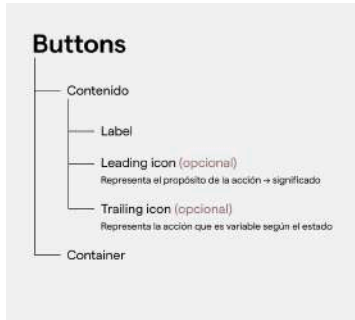 Buttons
Contenido
Label
Leading icon (opcional)
Representa el propósito de la acción → significado
Trailing icon (opcional)
Representa la acción que es variable según el estado
Container